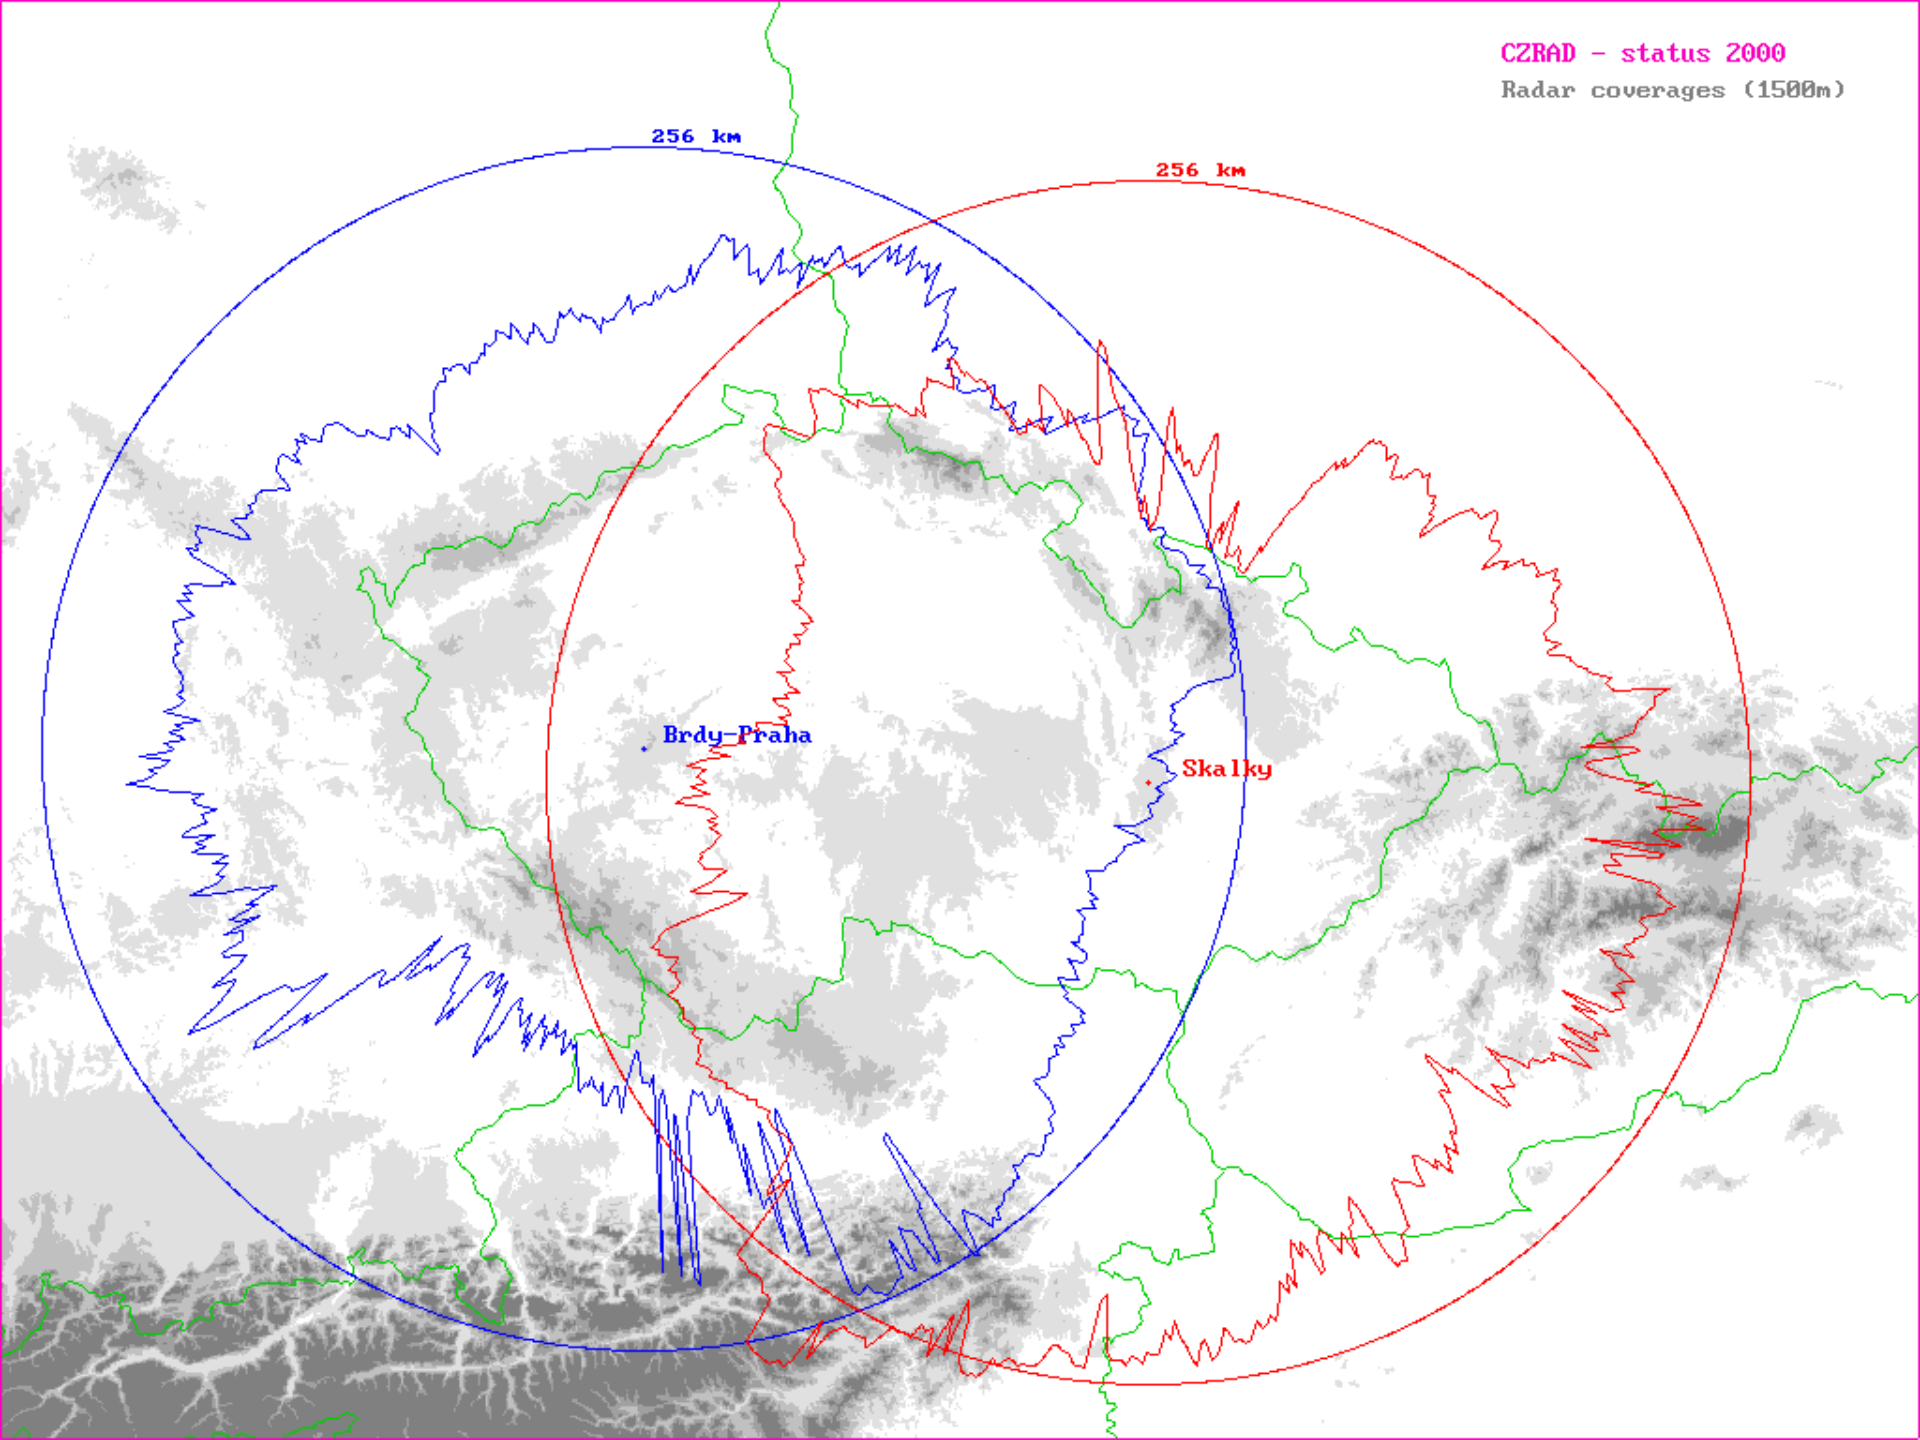 CZRAD - status 2000
Radar coverages (1500m)
256 km
256 km
Brdy-Praha
Skalky